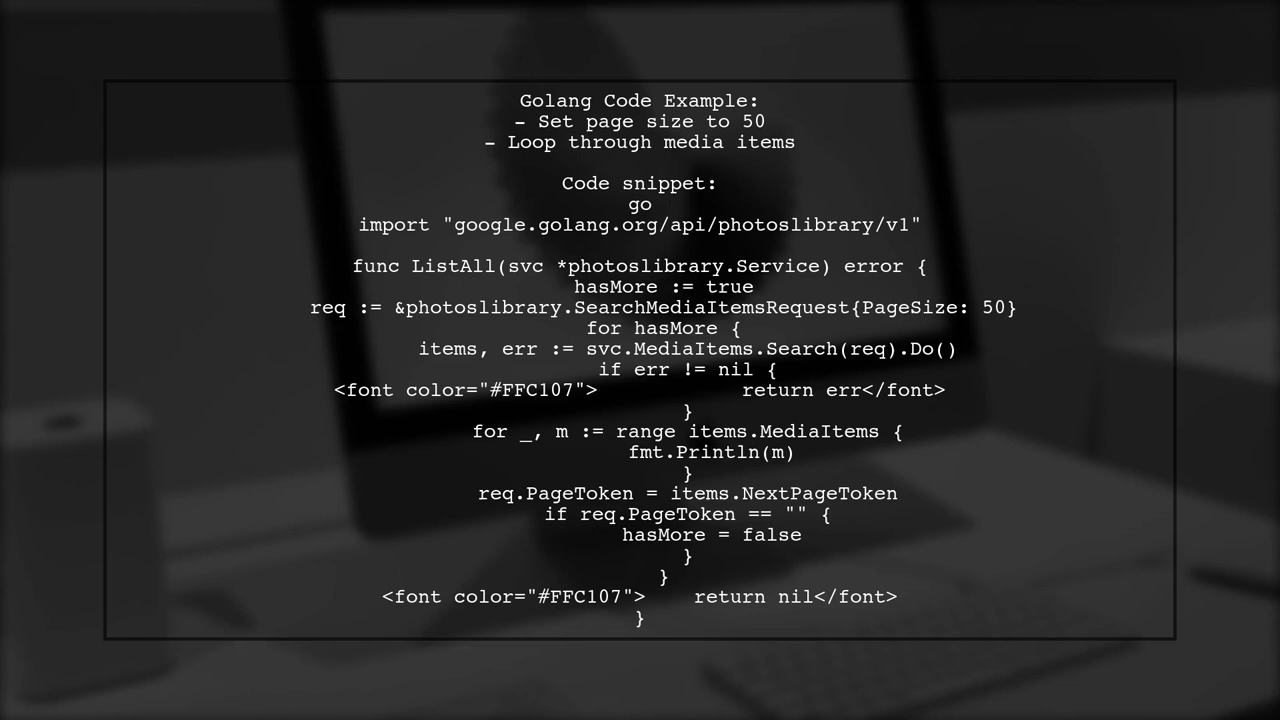 Golang Code Example:
- Set page size to 50
- Loop through media items
Code snippet:
go
import "google.golang.org/api/photoslibrary/v1"
func ListAll(svc *photoslibrary.Service) error {
hasMore := true
req := &photoslibrary.SearchMediaItemsRequest{PageSize: 50}
for hasMore {
items, err := svc.MediaItems.Search(req).Do()
if err != nil {
<font color="#FFC107">            return err</font>
}
for _, m := range items.MediaItems {
fmt.Println(m)
}
req.PageToken = items.NextPageToken
if req.PageToken == "" {
hasMore = false
}
}
<font color="#FFC107">    return nil</font>
}